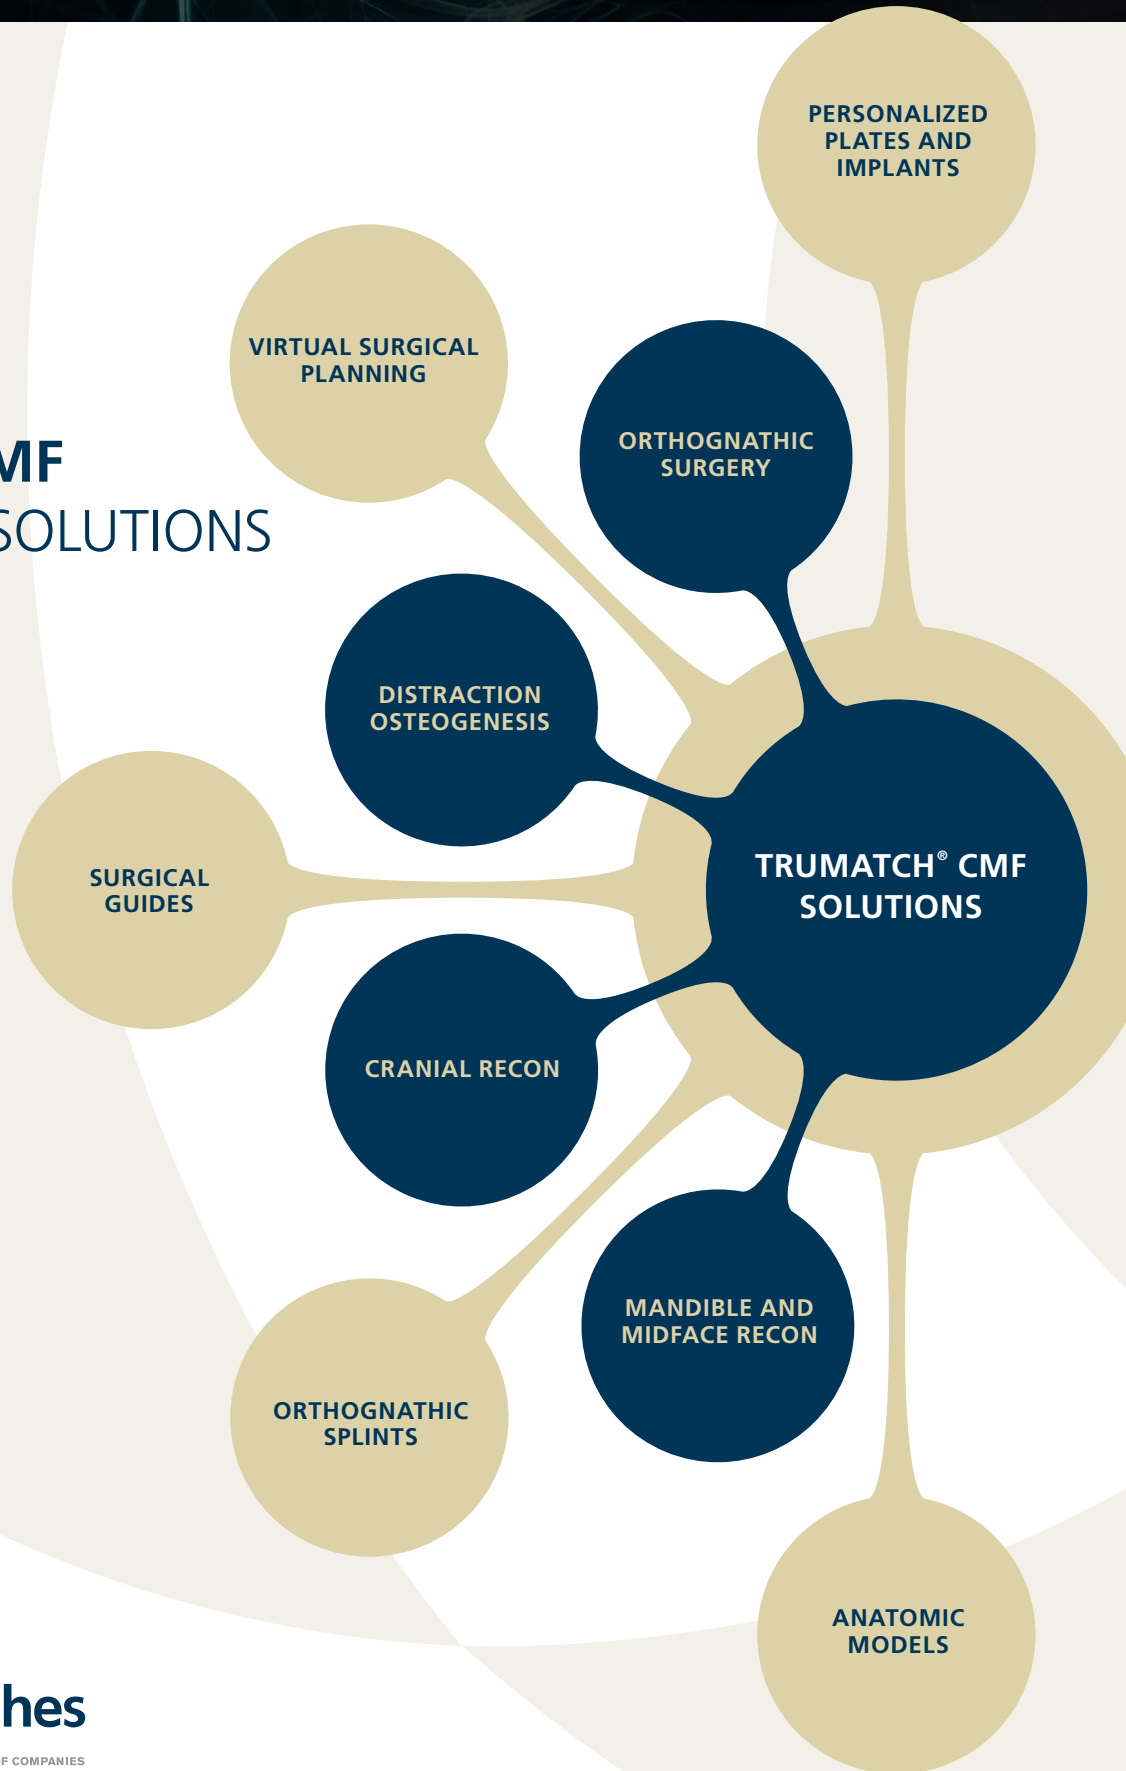 PERSONALIZED
PLATES AND
IMPLANTS
VIRTUAL SURGICAL
PLANNING
ORTHOGNATHIC
SURGERY
MF
SOLUTIONS
DISTRACTION
OSTEOGENESIS
TRUMATCH® CMF
SOLUTIONS
SURGICAL
GUIDES
CRANIAL RECON
MANDIBLE AND
MIDFACE RECON
ORTHOGNATHIC
SPLINTS
ANATOMIC
MODELS
hes
OF COMPANIES